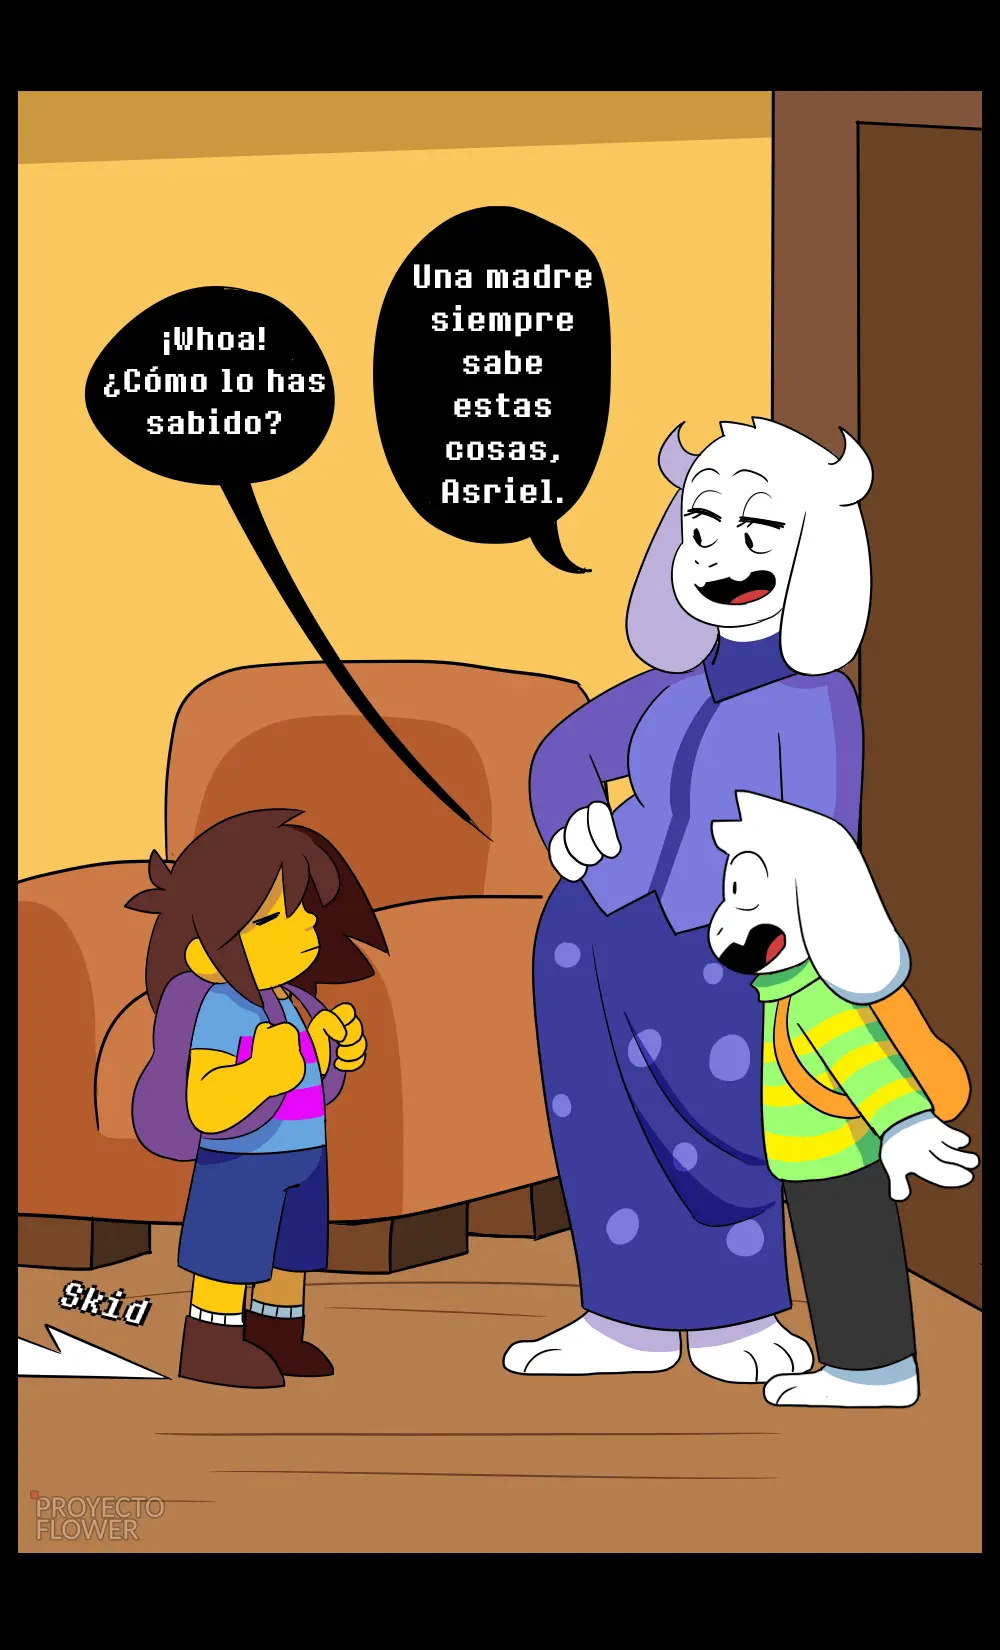 ¡Whoa!
¿Cómo lo has
sabido?
Una madre
siempre
sabe
estas
cosas,
Asriel.
Skid
PROYECTO
FLOWER